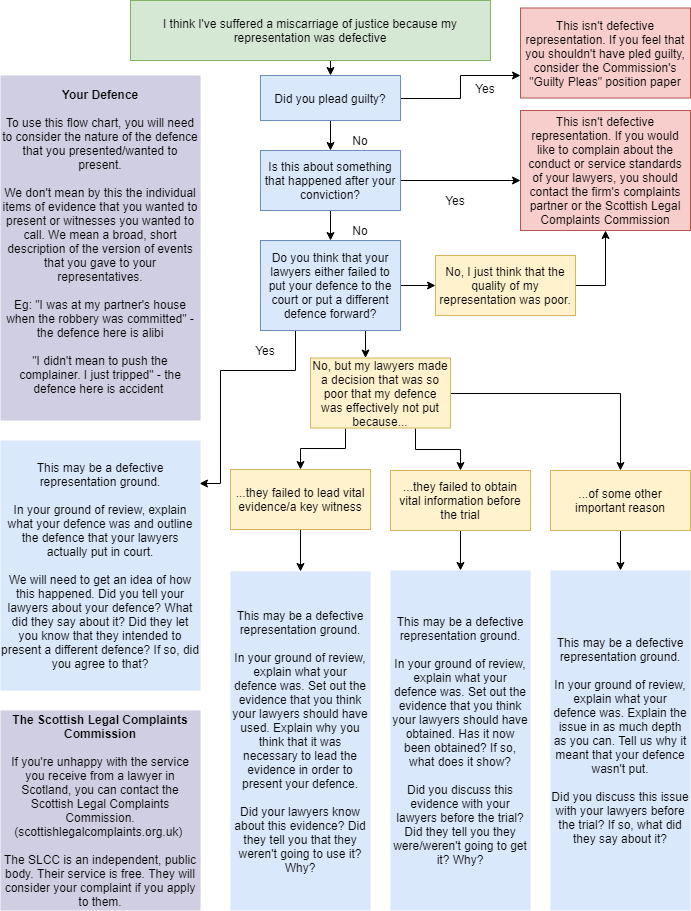 I think I've suffered a miscarriage of justice because my
representation was defective
This isn't defective
representation. If you feel that
you shouldn't have pled guilty,
consider the Commission's
"Guilty Pleas" position paper
Did you plead guilty?
Yes
No
Your Defence
To use this flow chart, you will need
to consider the nature of the defence
that you presented/wanted to
present.
We don't mean by this the individual
items of evidence that you wanted to
present or witnesses you wanted to
call. We mean a broad, short
description of the version of events
that you gave to your
representatives.
Eg: "I was at my partner's house
when the robbery was committed" -
the defence here is alibi
"I didn't mean to push the
complainer. I just tripped" - the
defence here is accident
Is this about something
that happened after your
conviction?
Yes
No
This isn't defective
representation. If you would
like to complain about the
conduct or service standards
of your lawyers, you should
contact the firm's complaints
partner or the Scottish Legal
Complaints Commission
Do you think that your
lawyers either failed to
put your defence to the
court or put a different
defence forward?
No, I just think that the
quality of my
representation was poor.
Yes
No, but my lawyers made
a decision that was so
poor that my defence
was effectively not put
because...
This may be a defective
representation ground.
In your ground of review, explain
what your defence was and outline
the defence that your lawyers
actually put in court.
We will need to get an idea of how
this happened. Did you tell your
lawyers about your defence? What
did they say about it? Did they let
you know that they intended to
present a different defence? If so, did
you agree to that?
...they failed to lead vital
evidence/a key witness
...they failed to obtain
vital information before
the trial
...of some other
important reason
This may be a defective
representation ground.
In your ground of review,
explain what your
defence was. Set out the
evidence that you think
your lawyers should have
used. Explain why you
think that it was
necessary to lead the
evidence in order to
present your defence.
Did your lawyers know
about this evidence? Did
they tell you that they
weren't going to use it?
Why?
This may be a defective
representation ground.
In your ground of review,
explain what your
defence was. Set out the
evidence that you think
your lawyers should have
obtained. Has it now
been obtained? If so,
what does it show?
Did you discuss this
evidence with your
lawyers before the trial?
Did they tell you they
were/weren't going to get
it? Why?
This may be a defective
representation ground.
In your ground of review,
explain what your
defence was. Explain the
issue in as much depth
as you can. Tell us why it
meant that your defence
wasn't put.
Did you discuss this issue
with your lawyers before
the trial? If so, what did
they say about it?
The Scottish Legal Complaints
Commission
If you're unhappy with the service
you receive from a lawyer in
Scotland, you can contact the
Scottish Legal Complaints
Commission.
(scottishlegalcomplaints.org.uk)
The SLCC is an independent, public
body. Their service is free. They will
consider your complaint if you apply
to them.